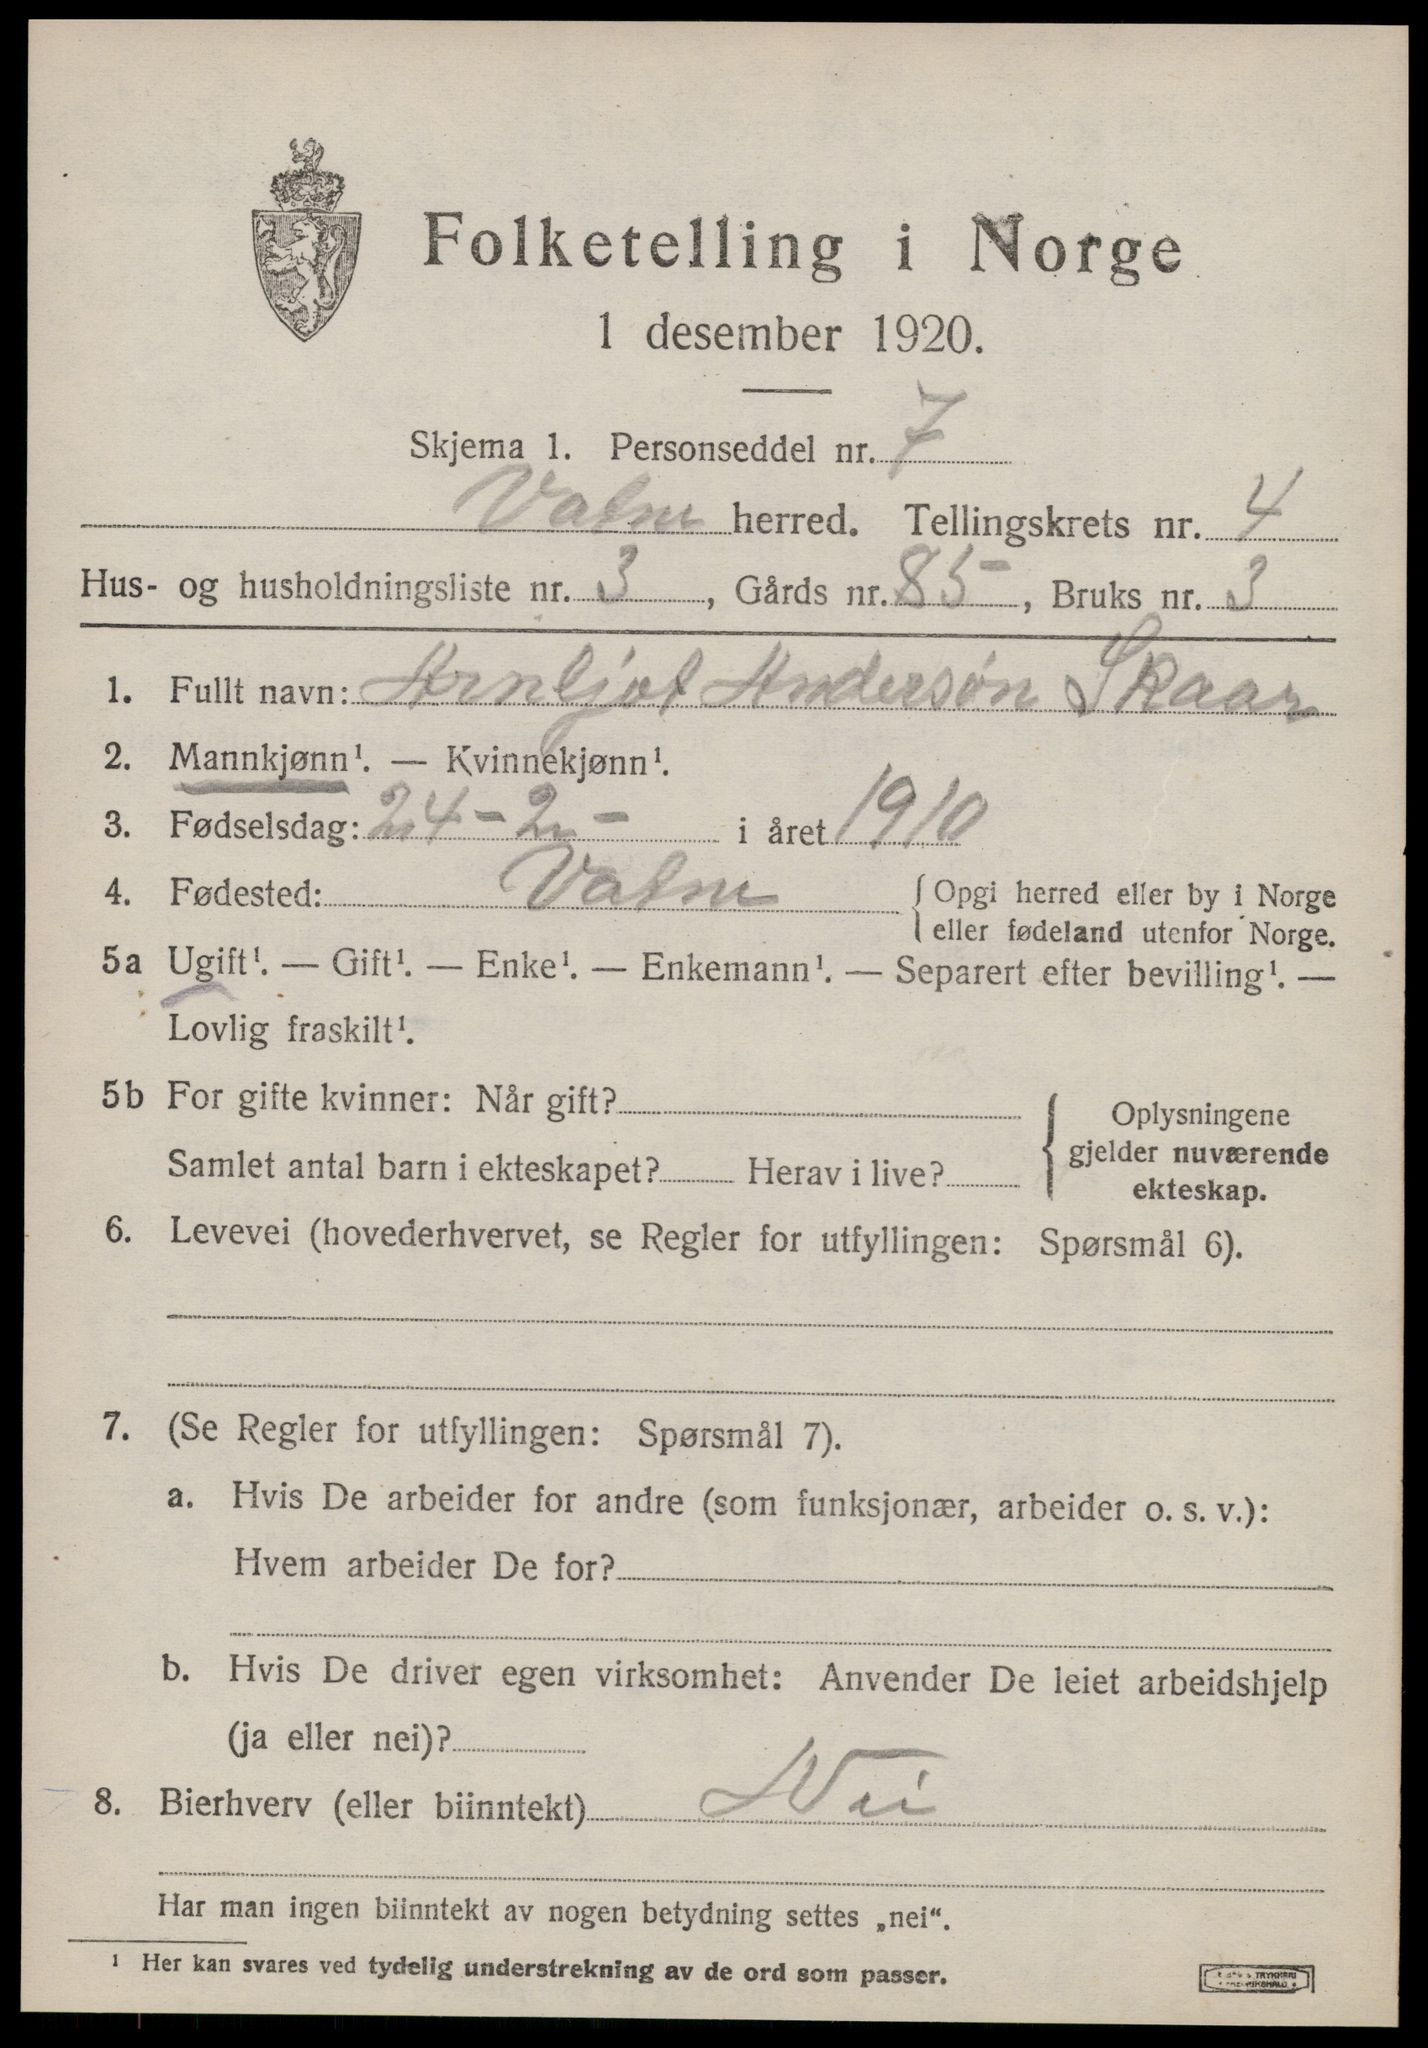 Folketelling i Norge
1 desember 1920.
Skjema 1. Personseddel nr. 7
Vatne herred. Tellingskrets nr. 4
Hus- og husholdningsliste nr. 3, Gårds nr. 85, Bruks nr. 3
1. Fullt navn: Arnljot Andersøn Skaar
2. Mannkjønn¹. — Kvinnekjønn¹.
3. Fødselsdag: 24-2- i året 1910
4. Fødested: Vatne { Opgi herred eller by i Norge
eller fødeland utenfor Norge.
5a Ugift¹. — Gift¹. — Enke¹. — Enkemann¹. — Separert efter bevilling¹. —
Lovlig fraskilt¹.
5b For gifte kvinner: Når gift? { Oplysningene
gjelder nuværende
Samlet antal barn i ekteskapet? Herav i live?
ekteskap.
6. Levevei (hovederhvervet, se Regler for utfyllingen: Spørsmål 6).
7. (Se Regler for utfyllingen: Spørsmål 7).
a. Hvis De arbeider for andre (som funksjonær, arbeider o. s. v.):
Hvem arbeider De for?
b. Hvis De driver egen virksomhet: Anvender De leiet arbeidshjelp
(ja eller nei)?
8. Bierhverv (eller biinntekt) Nei
Har man ingen biinntekt av nogen betydning settes „nei“.
¹ Her kan svares ved tydelig understrekning av de ord som passer.